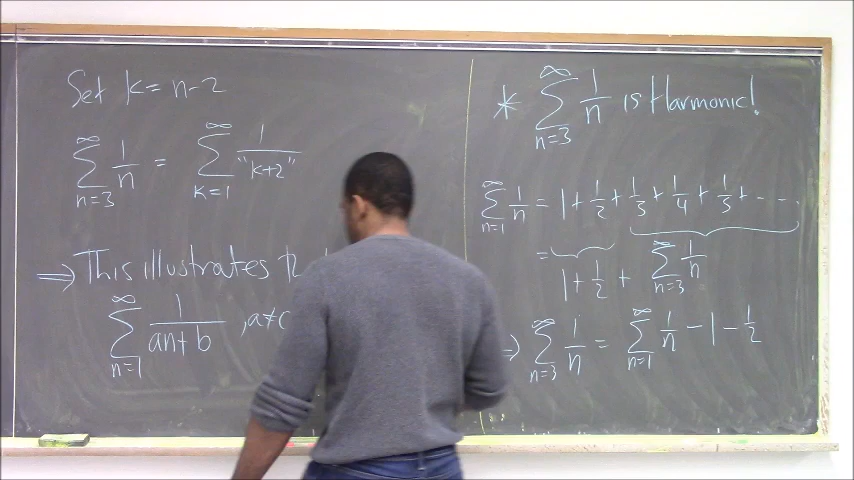 Set k = n-2
∞ ∑ n=3 1/n = ∞ ∑ k=1 1/"k+2"
⇒ This illustrates
∞ ∑ n=1 1/(an+b) , a≠
* ∞ ∑ n=3 1/n is Harmonic!
∞ ∑ n=1 1/n = 1 + 1/2 + 1/3 + 1/4 + 1/5 + ----
= 1 + 1/2 + ∞ ∑ n=3 1/n
⇒ ∞ ∑ n=3 1/n = ∞ ∑ n=1 1/n - 1 - 1/2